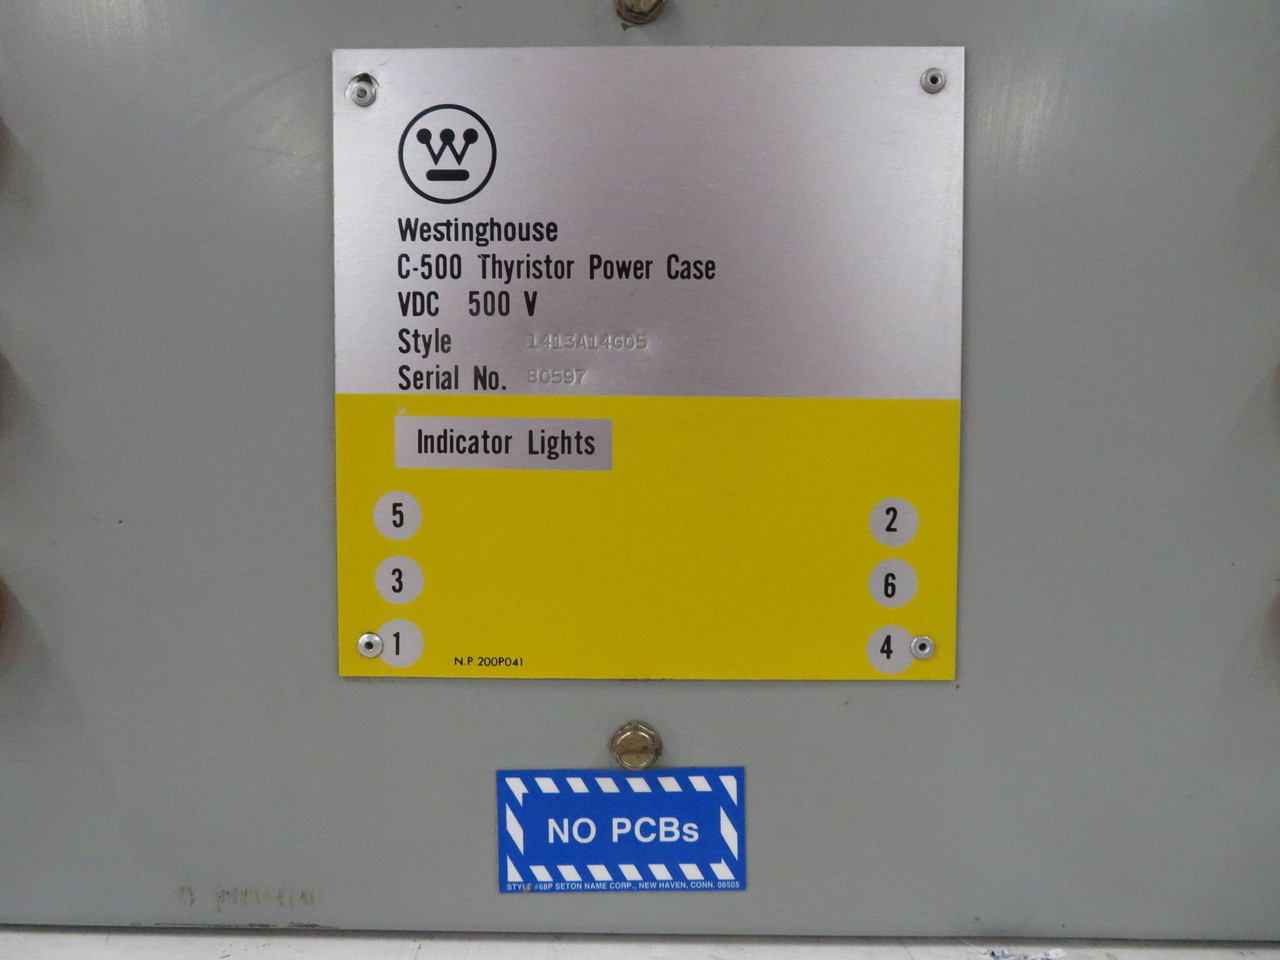 W
Westinghouse
C-500 Thyristor Power Case
VDC 500 V
Style 1413A14G05
Serial No. 80597
Indicator Lights
5 2
3 6
1 4
N.P 200P041
NO PCBs
STYLE #68P SETON NAME CORP., NEW HAVEN, CONN. 06505